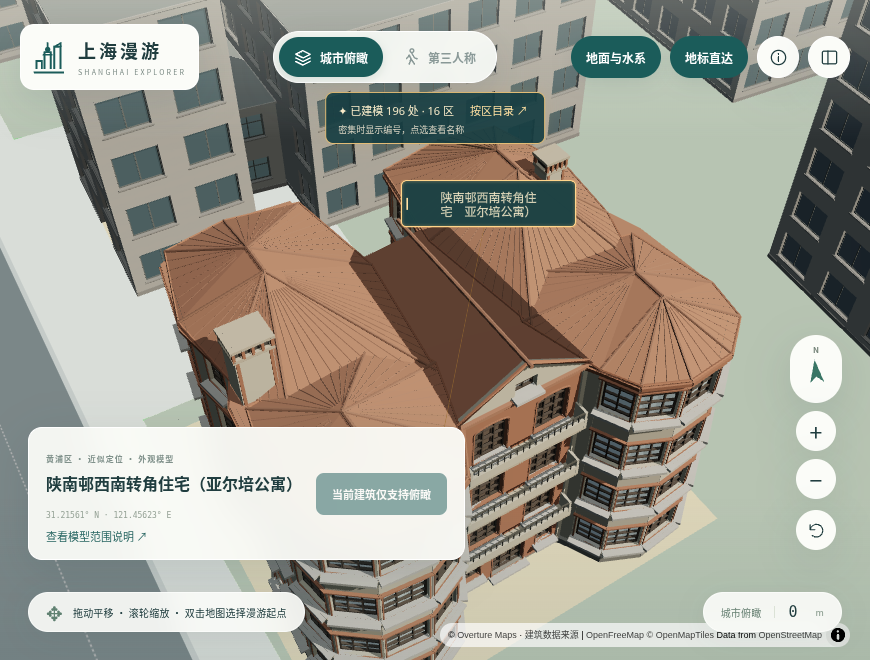 上海漫游
SHANGHAI EXPLORER
城市俯瞰
第三人称
地面与水系
地标直达
✦ 已建模 196 处 · 16 区 按区目录 ↗
密集时显示编号，点选查看名称
陕南邨西南转角住
宅 亚尔培公寓）
N
黄浦区 · 近似定位 · 外观模型
陕南邨西南转角住宅（亚尔培公寓）
当前建筑仅支持俯瞰
31.21561° N · 121.45623° E
查看模型范围说明 ↗
拖动平移 · 滚轮缩放 · 双击地图选择漫游起点
城市俯瞰 0 m
© Overture Maps · 建筑数据来源 | OpenFreeMap © OpenMapTiles Data from OpenStreetMap